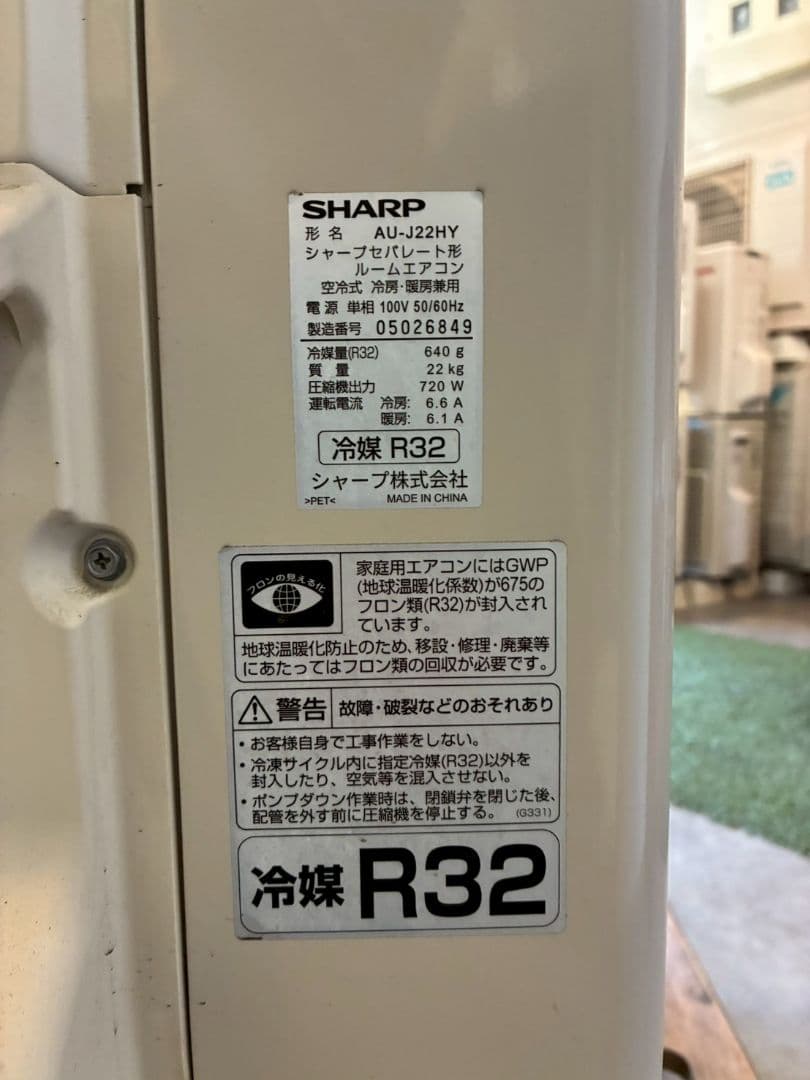 SHARP
形 名 AU-J22HY
シャープセパレート形
ルームエアコン
空冷式 冷房・暖房兼用
電 源 単相 100V 50/60Hz
製造番号 05026849
冷媒量(R32) 640 g
質 量 22 kg
圧縮機出力 720 W
運転電流 冷房: 6.6 A
暖房: 6.1 A
冷媒 R32
シャープ株式会社
>PET< MADE IN CHINA
フロンの見える化
家庭用エアコンにはGWP
(地球温暖化係数)が675の
フロン類(R32)が封入され
ています。
地球温暖化防止のため、移設・修理・廃棄等
にあたってはフロン類の回収が必要です。
警告 故障・破裂などのおそれあり
・お客様自身で工事作業をしない。
・冷凍サイクル内に指定冷媒(R32)以外を
封入したり、空気等を混入させない。
・ポンプダウン作業時は、閉鎖弁を閉じた後、
配管を外す前に圧縮機を停止する。 (G331)
冷媒 R32